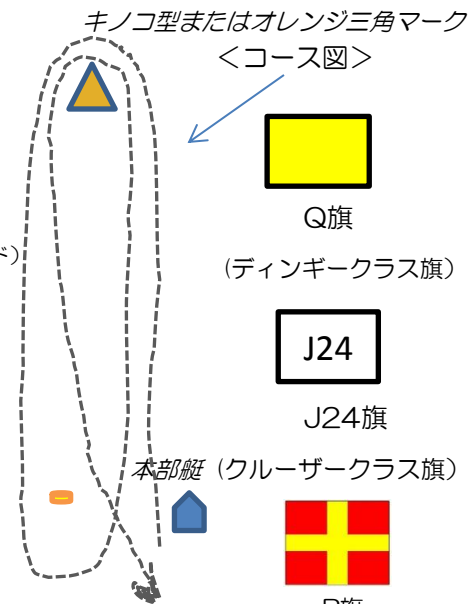 キノコ型またはオレンジ三角マーク
<コース図>
Q旗
ド)
(ディンギークラス旗)
J24
J24旗
本部艇 (クルーザークラス旗)